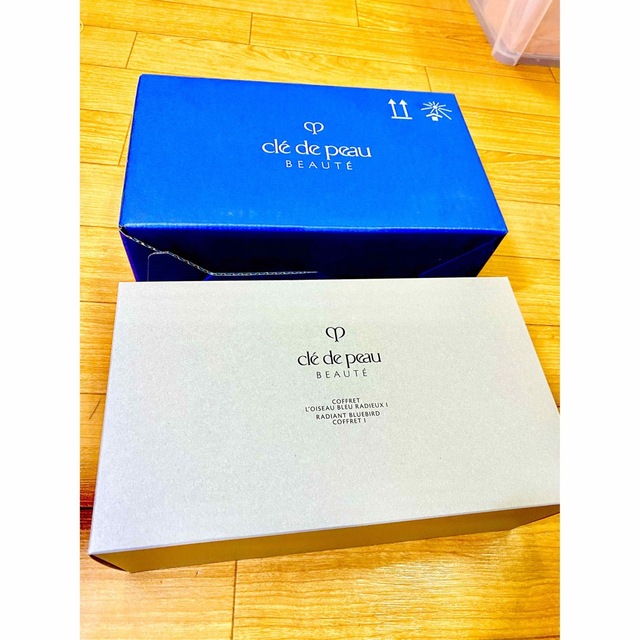 clé de peau
BEAUTÉ
clé de peau
BEAUTÉ
COFFRET
L'OISEAU BLEU RADIEUX I
RADIANT BLUEBIRD
COFFRET I